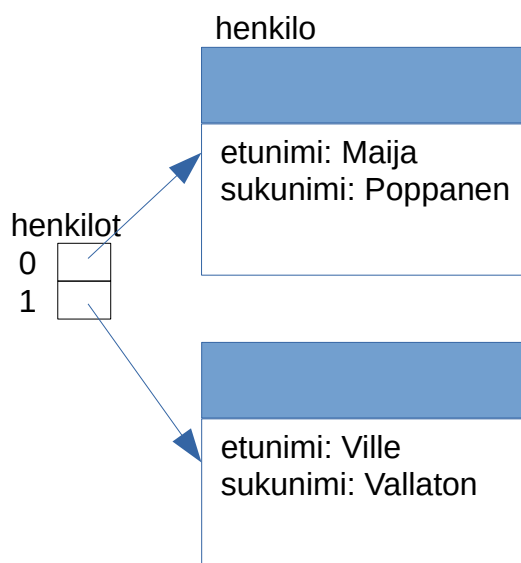 henkilo
etunimi: Maija
sukunimi: Poppanen
henkilot
0
1
etunimi: Ville
sukunimi: Vallaton